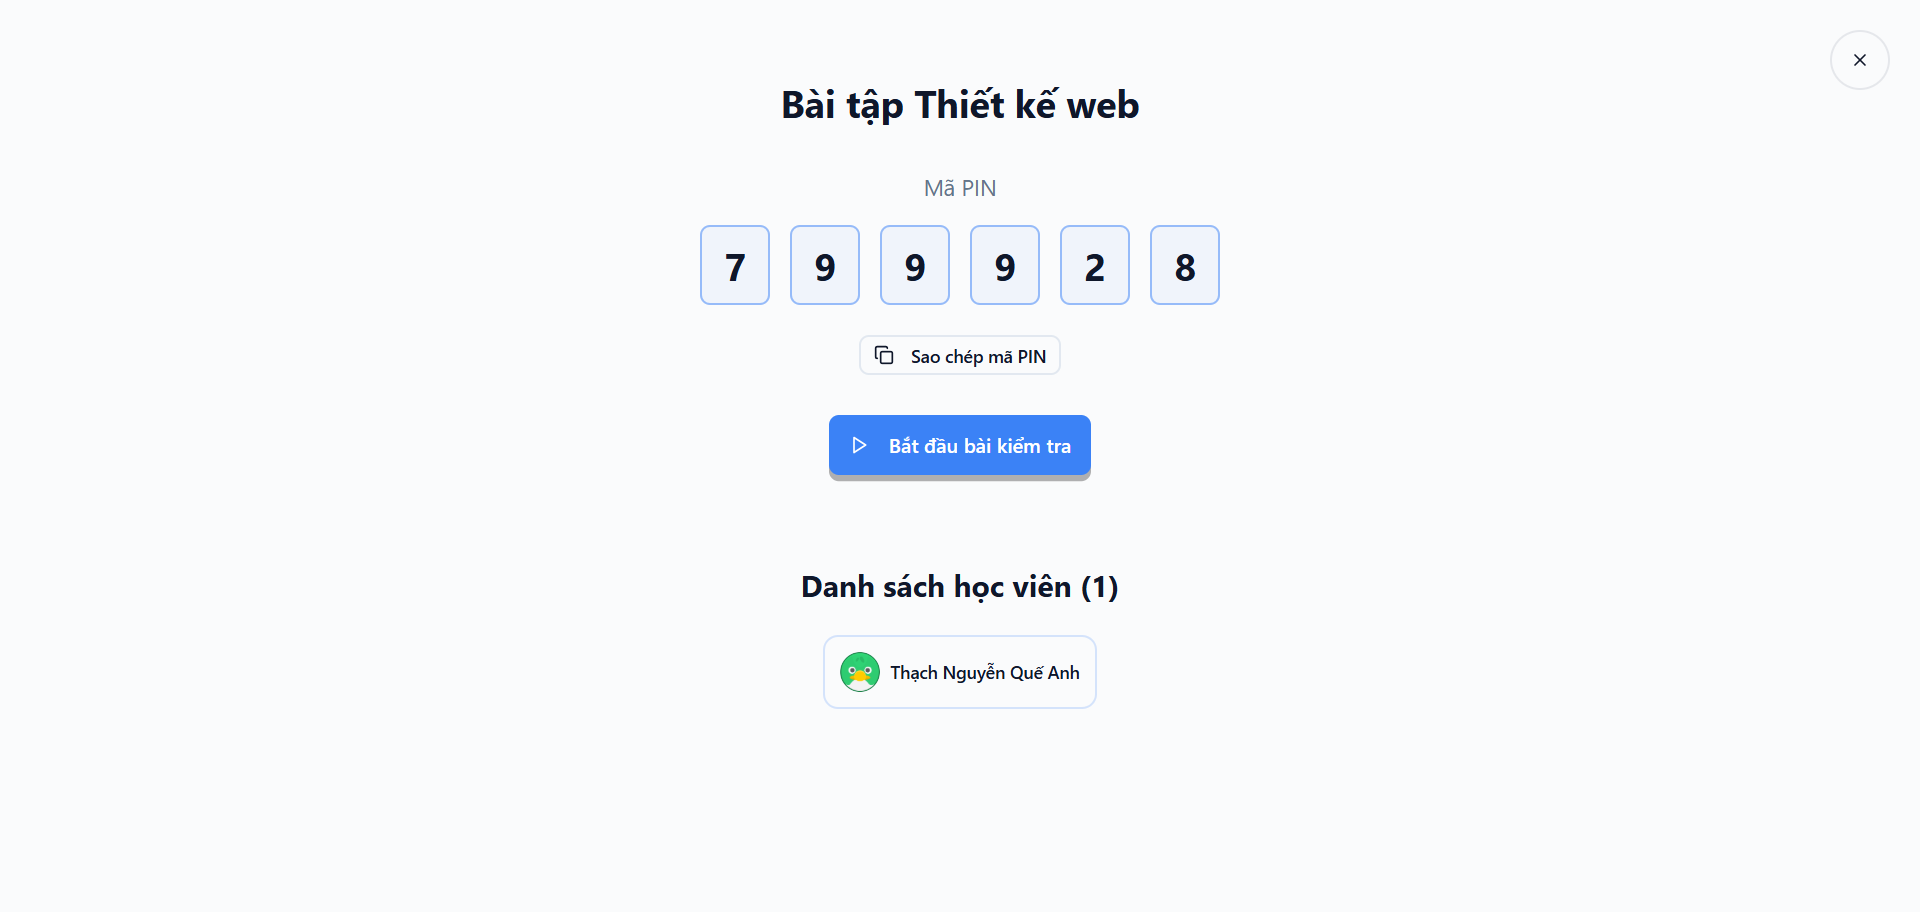 Bài tập Thiết kế web
Mã PIN
7 9 9 9 2 8
Sao chép mã PIN
Bắt đầu bài kiểm tra
Danh sách học viên (1)
Thạch Nguyễn Quế Anh